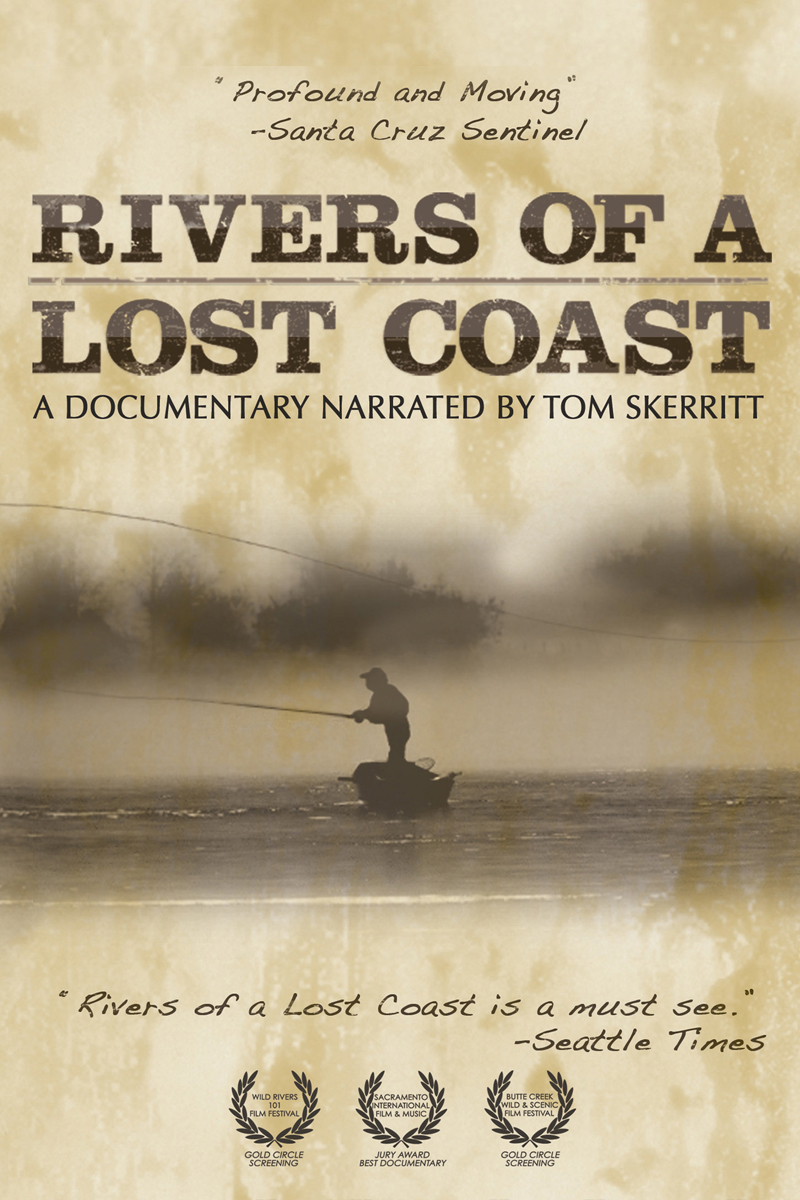 "Profound and Moving"
-Santa Cruz Sentinel
RIVERS OF A
LOST COAST
A DOCUMENTARY NARRATED BY TOM SKERRITT
"Rivers of a Lost Coast is a must see."
-Seattle Times
WILD RIVERS
101
FILM FESTIVAL
GOLD CIRCLE
SCREENING
SACRAMENTO
INTERNATIONAL
FILM & MUSIC
JURY AWARD
BEST DOCUMENTARY
BUTTE CREEK
WILD & SCENIC
FILM FESTIVAL
GOLD CIRCLE
SCREENING